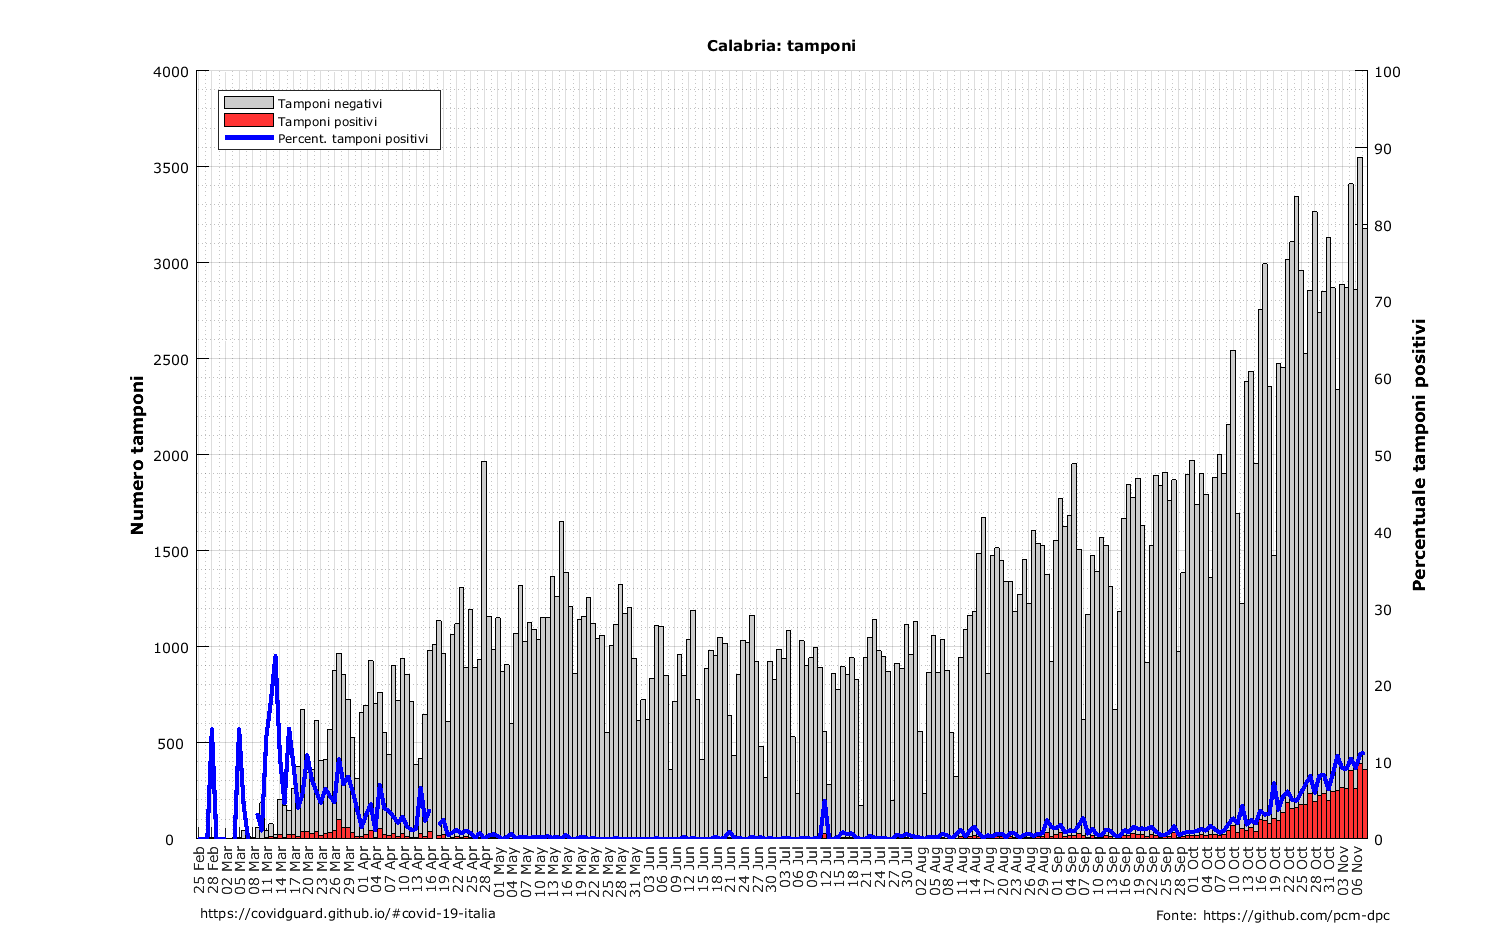 Calabria: tamponi
4000
3500
3000
2500
2000
1500
1000
500
0
Numero tamponi
Tamponi negativi
Tamponi positivi
Percent. tamponi positivi
100
90
80
70
60
50
40
30
20
10
0
Percentuale tamponi positivi
25 Feb
28 Feb
02 Mar
05 Mar
08 Mar
11 Mar
14 Mar
17 Mar
20 Mar
23 Mar
26 Mar
29 Mar
01 Apr
04 Apr
07 Apr
10 Apr
13 Apr
16 Apr
19 Apr
22 Apr
25 Apr
28 Apr
01 May
04 May
07 May
10 May
13 May
16 May
19 May
22 May
25 May
28 May
31 May
03 Jun
06 Jun
09 Jun
12 Jun
15 Jun
18 Jun
21 Jun
24 Jun
27 Jun
30 Jun
03 Jul
06 Jul
09 Jul
12 Jul
15 Jul
18 Jul
21 Jul
24 Jul
27 Jul
30 Jul
02 Aug
05 Aug
08 Aug
11 Aug
14 Aug
17 Aug
20 Aug
23 Aug
26 Aug
29 Aug
01 Sep
04 Sep
07 Sep
10 Sep
13 Sep
16 Sep
19 Sep
22 Sep
25 Sep
28 Sep
01 Oct
04 Oct
07 Oct
10 Oct
13 Oct
16 Oct
19 Oct
22 Oct
25 Oct
28 Oct
31 Oct
03 Nov
06 Nov
https://covidguard.github.io/#covid-19-italia
Fonte: https://github.com/pcm-dpc